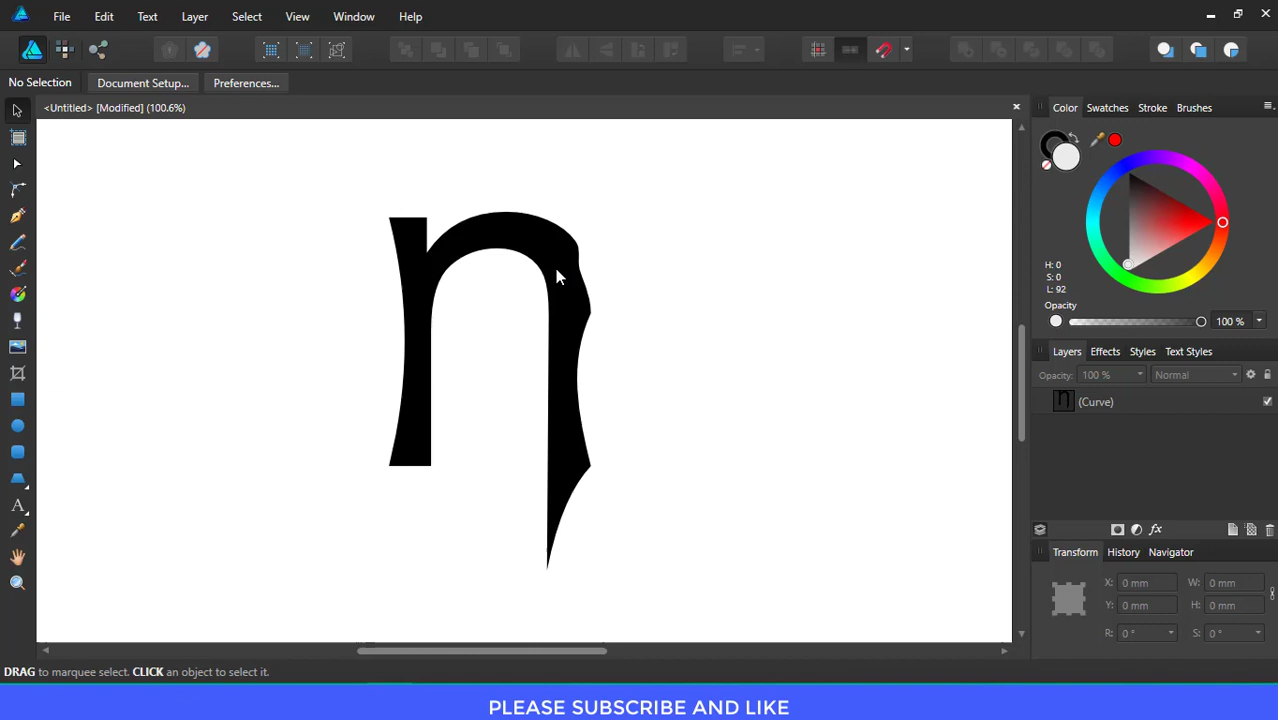 File Edit Text Layer Select View Window Help
No Selection Document Setup... Preferences...
<Untitled> [Modified] (100.6%)
Color Swatches Stroke Brushes
H: 0
S: 0
L: 92
Opacity
100 %
Layers Effects Styles Text Styles
Opacity: 100 % Normal
(Curve)
fx
Transform History Navigator
X: 0 mm W: 0 mm
Y: 0 mm H: 0 mm
R: 0 ° S: 0 °
A
n
DRAG to marquee select. CLICK an object to select it.
PLEASE SUBSCRIBE AND LIKE